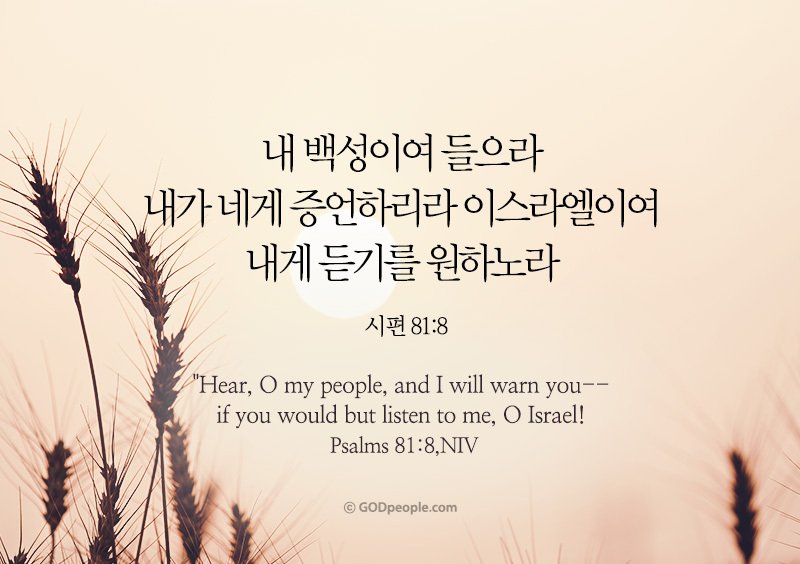 내 백성이여 들으라
내가 네게 증언하리라 이스라엘이여
내게 듣기를 원하노라
시편 81:8
"Hear, O my people, and I will warn you--
if you would but listen to me, O Israel!
Psalms 81:8,NIV
© GODpeople.com